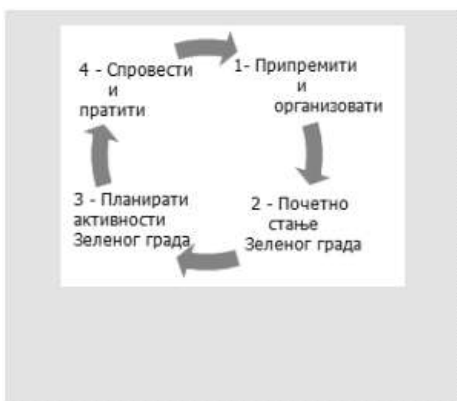 1- Припремити
и
организовати
2 - Почетно
стање
Зеленог града
3 - Планирати
активности
Зеленог града
4 - Спровести
и
пратити